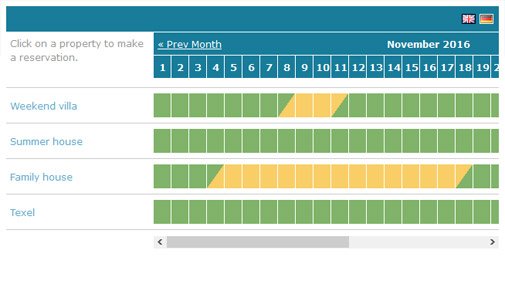 Click on a property to make
a reservation.
« Prev Month
November 2016
1 2 3 4 5 6 7 8 9 10 11 12 13 14 15 16 17 18 19 2
Weekend villa
Summer house
Family house
Texel